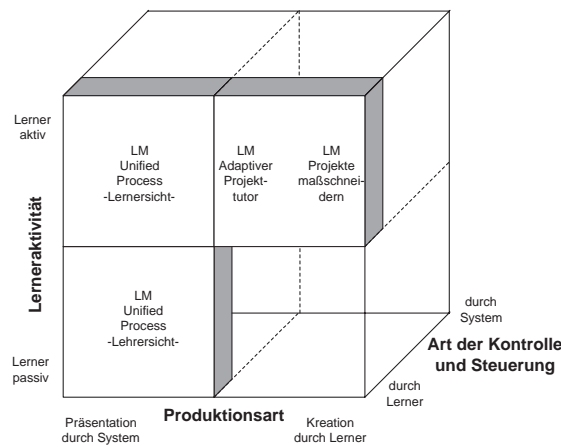 Lerner
aktiv
LM
Unified
Process
-Lernersicht-
LM
Adaptiver
Projekt-
tutor
LM
Projekte
maßschnei-
dern
Lerneraktivität
LM
Unified
Process
-Lehrersicht-
Lerner
passiv
durch
System
Art der Kontrolle
und Steuerung
durch
Lerner
Präsentation
durch System
Produktionsart
Kreation
durch Lerner